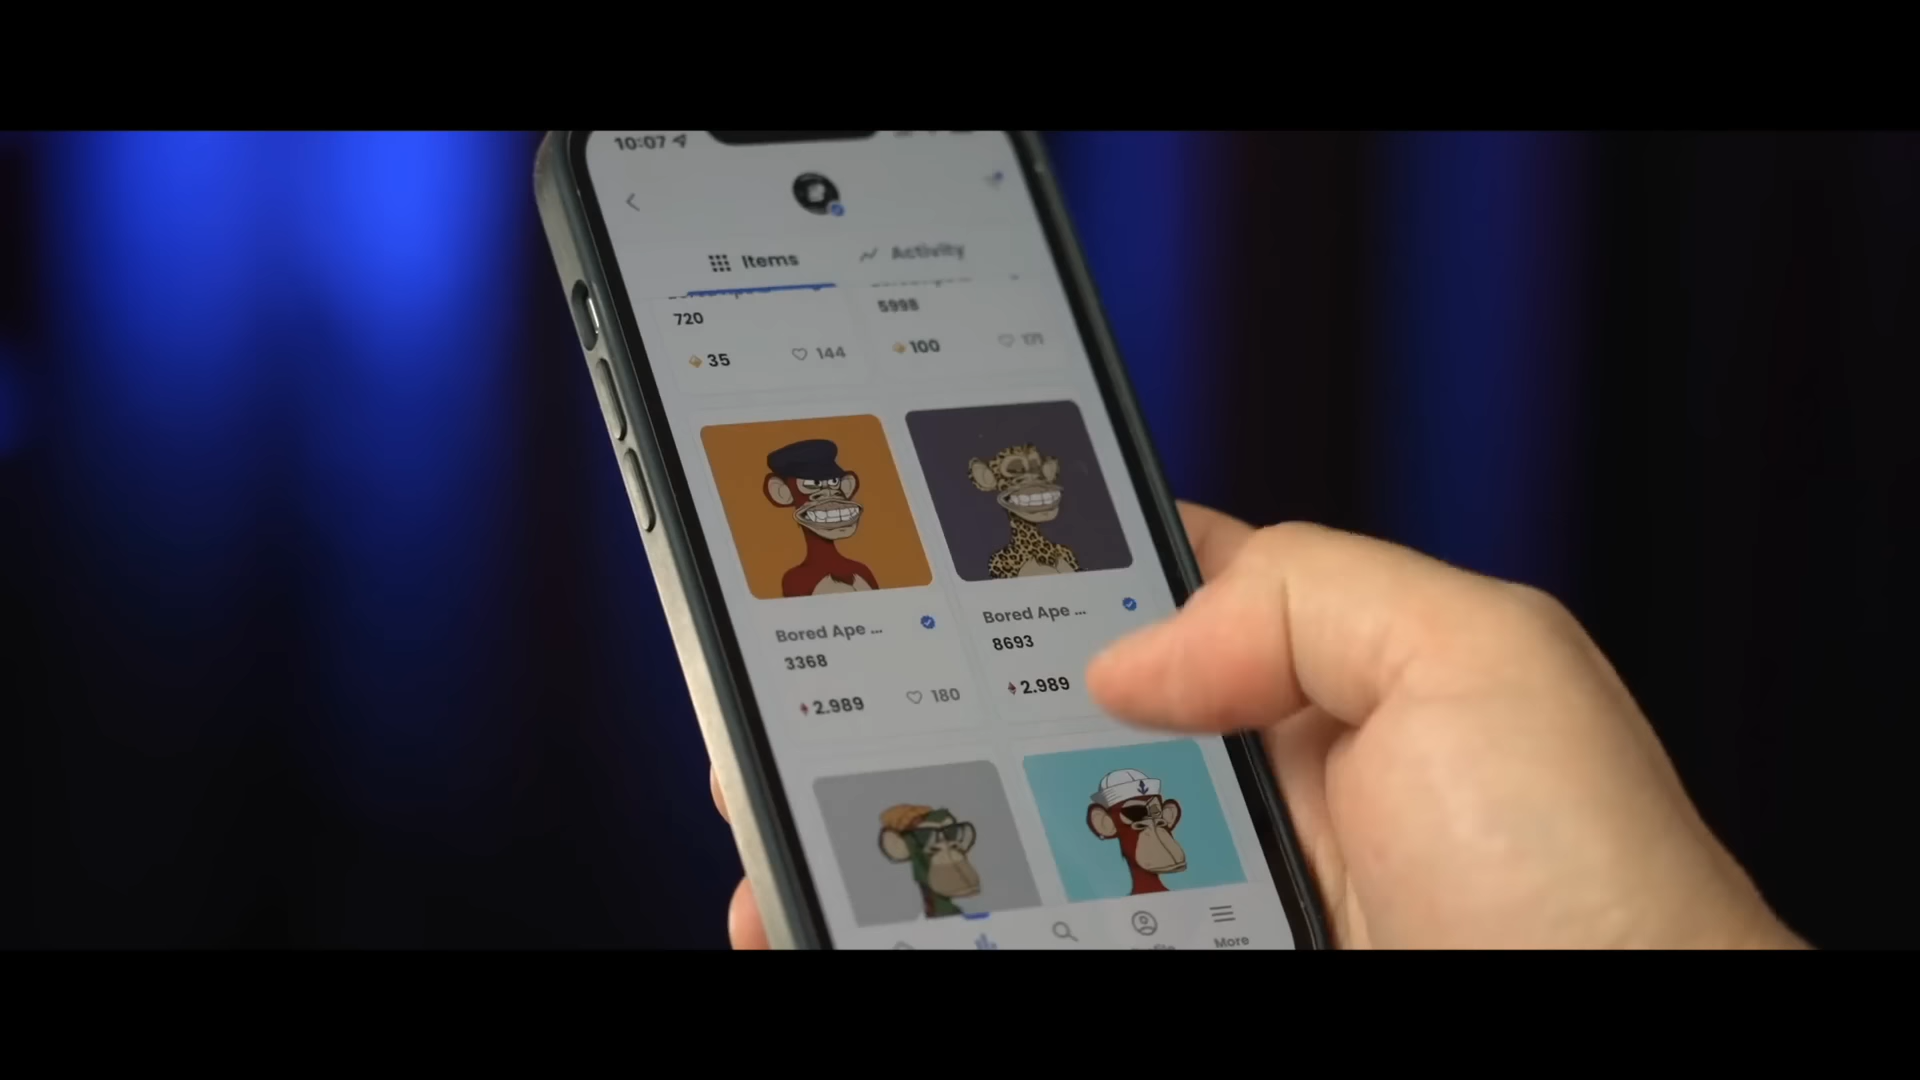 10:07
Items
Activity
720
5998
35
144
100
Bored Ape ...
3368
2.989
180
Bored Ape ...
8693
2.989
More